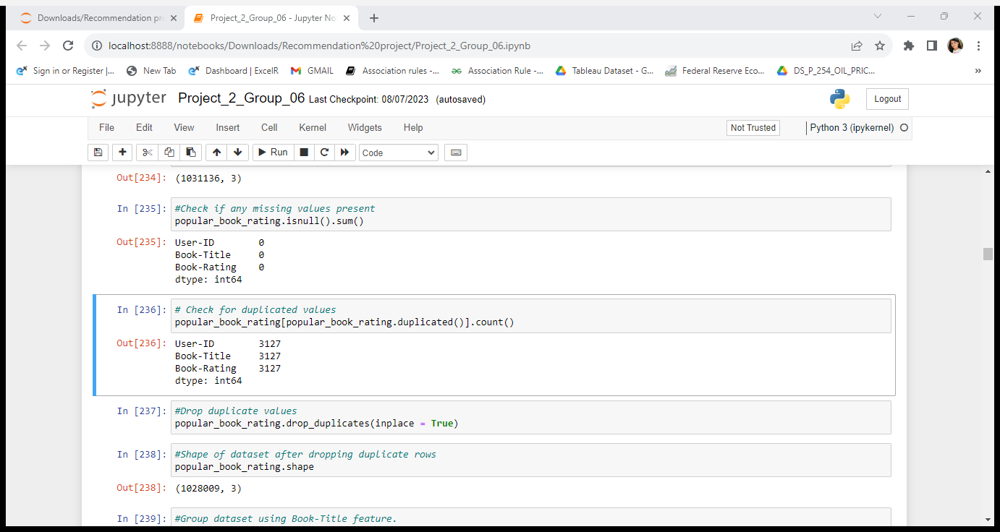 Downloads/Recommendation pr
Project_2_Group_06 - Jupyter No
localhost:8888/notebooks/Downloads/Recommendation%20project/Project_2_Group_06.ipynb
Sign in or Register |... New Tab Dashboard | ExcelR GMAIL Association rules -... Association Rule -... Tableau Dataset - G... Federal Reserve Eco... DS_P_254_OIL_PRIC... »
jupyter Project_2_Group_06 Last Checkpoint: 08/07/2023 (autosaved)
Logout
File Edit View Insert Cell Kernel Widgets Help
Not Trusted Python 3 (ipykernel)
Run Code
Out[234]: (1031136, 3)
In [235]: #Check if any missing values present
popular_book_rating.isnull().sum()
Out[235]: User-ID 0
Book-Title 0
Book-Rating 0
dtype: int64
In [236]: # Check for duplicated values
popular_book_rating[popular_book_rating.duplicated()].count()
Out[236]: User-ID 3127
Book-Title 3127
Book-Rating 3127
dtype: int64
In [237]: #Drop duplicate values
popular_book_rating.drop_duplicates(inplace = True)
In [238]: #Shape of dataset after dropping duplicate rows
popular_book_rating.shape
Out[238]: (1028009, 3)
In [239]: #Group dataset using Book-Title feature.